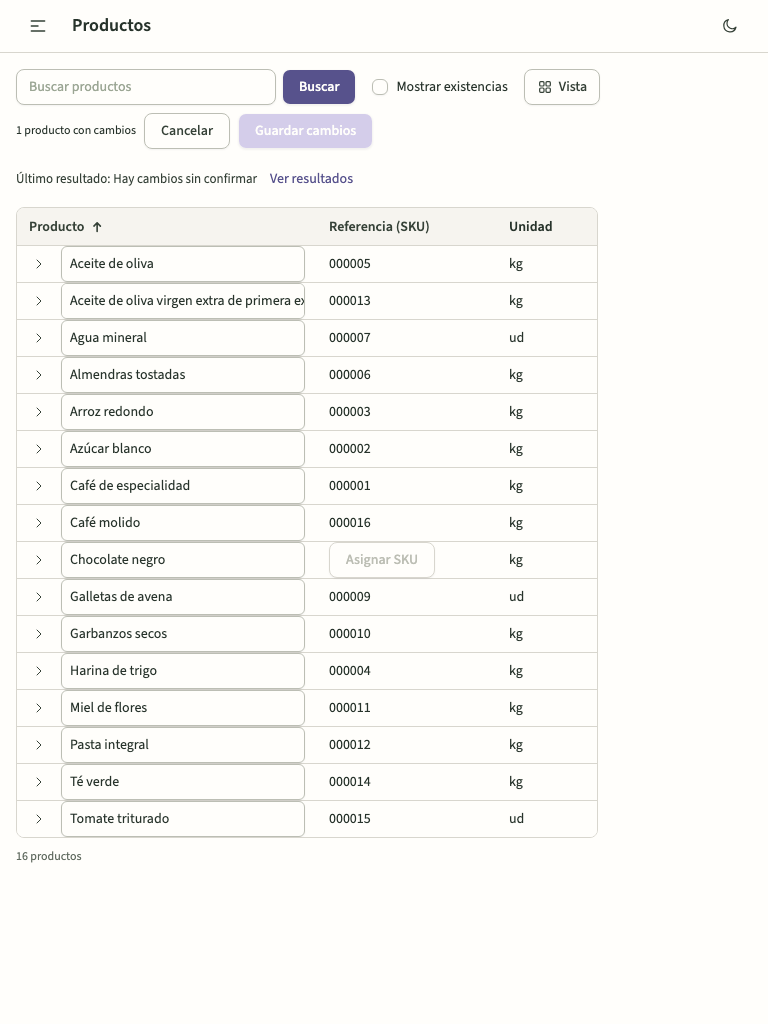 Productos
Buscar productos
Buscar
Mostrar existencias
Vista
1 producto con cambios
Cancelar
Guardar cambios
Último resultado: Hay cambios sin confirmar
Ver resultados
Producto Referencia (SKU) Unidad
Aceite de oliva 000005 kg
Aceite de oliva virgen extra de primera 000013 kg
Agua mineral 000007 ud
Almendras tostadas 000006 kg
Arroz redondo 000003 kg
Azúcar blanco 000002 kg
Café de especialidad 000001 kg
Café molido 000016 kg
Chocolate negro Asignar SKU kg
Galletas de avena 000009 ud
Garbanzos secos 000010 kg
Harina de trigo 000004 kg
Miel de flores 000011 kg
Pasta integral 000012 kg
Té verde 000014 kg
Tomate triturado 000015 ud
16 productos